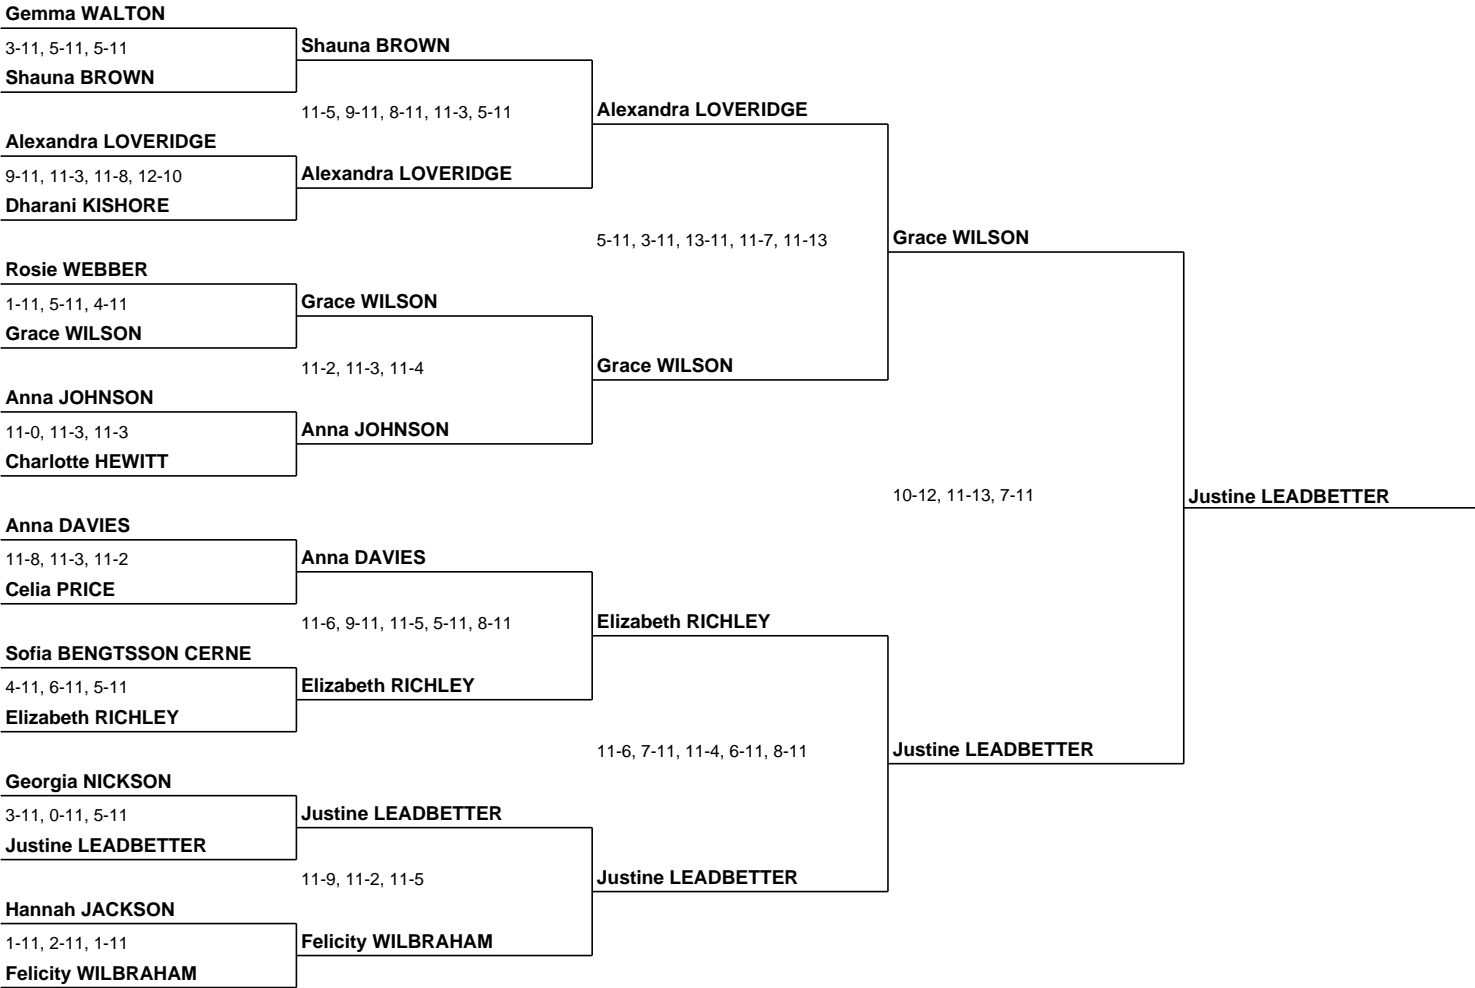 Gemma WALTON
3-11, 5-11, 5-11
Shauna BROWN
Alexandra LOVERIDGE
9-11, 11-3, 11-8, 12-10
Dharani KISHORE
Rosie WEBBER
1-11, 5-11, 4-11
Grace WILSON
Anna JOHNSON
11-0, 11-3, 11-3
Charlotte HEWITT
Anna DAVIES
11-8, 11-3, 11-2
Celia PRICE
Sofia BENGTSSON CERNE
4-11, 6-11, 5-11
Elizabeth RICHLEY
Georgia NICKSON
3-11, 0-11, 5-11
Justine LEADBETTER
Hannah JACKSON
1-11, 2-11, 1-11
Felicity WILBRAHAM
Shauna BROWN
11-5, 9-11, 8-11, 11-3, 5-11
Alexandra LOVERIDGE
Grace WILSON
11-2, 11-3, 11-4
Anna JOHNSON
Anna DAVIES
11-6, 9-11, 11-5, 5-11, 8-11
Elizabeth RICHLEY
Justine LEADBETTER
11-9, 11-2, 11-5
Felicity WILBRAHAM
Alexandra LOVERIDGE
5-11, 3-11, 13-11, 11-7, 11-13
Grace WILSON
Elizabeth RICHLEY
11-6, 7-11, 11-4, 6-11, 8-11
Justine LEADBETTER
Grace WILSON
10-12, 11-13, 7-11
Justine LEADBETTER
Justine LEADBETTER